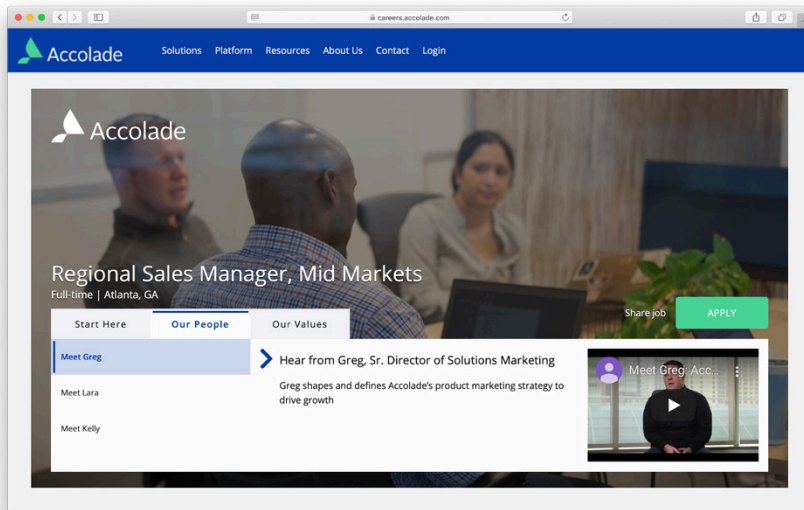 careers.accolade.com
Accolade
Solutions Platform Resources About Us Contact Login
Accolade
Regional Sales Manager, Mid Markets
Full-time | Atlanta, GA
Share job
APPLY
Start Here
Our People
Our Values
Meet Greg
Meet Lara
Meet Kelly
Hear from Greg, Sr. Director of Solutions Marketing
Greg shapes and defines Accolade's product marketing strategy to
drive growth
Meet Greg: Acc...